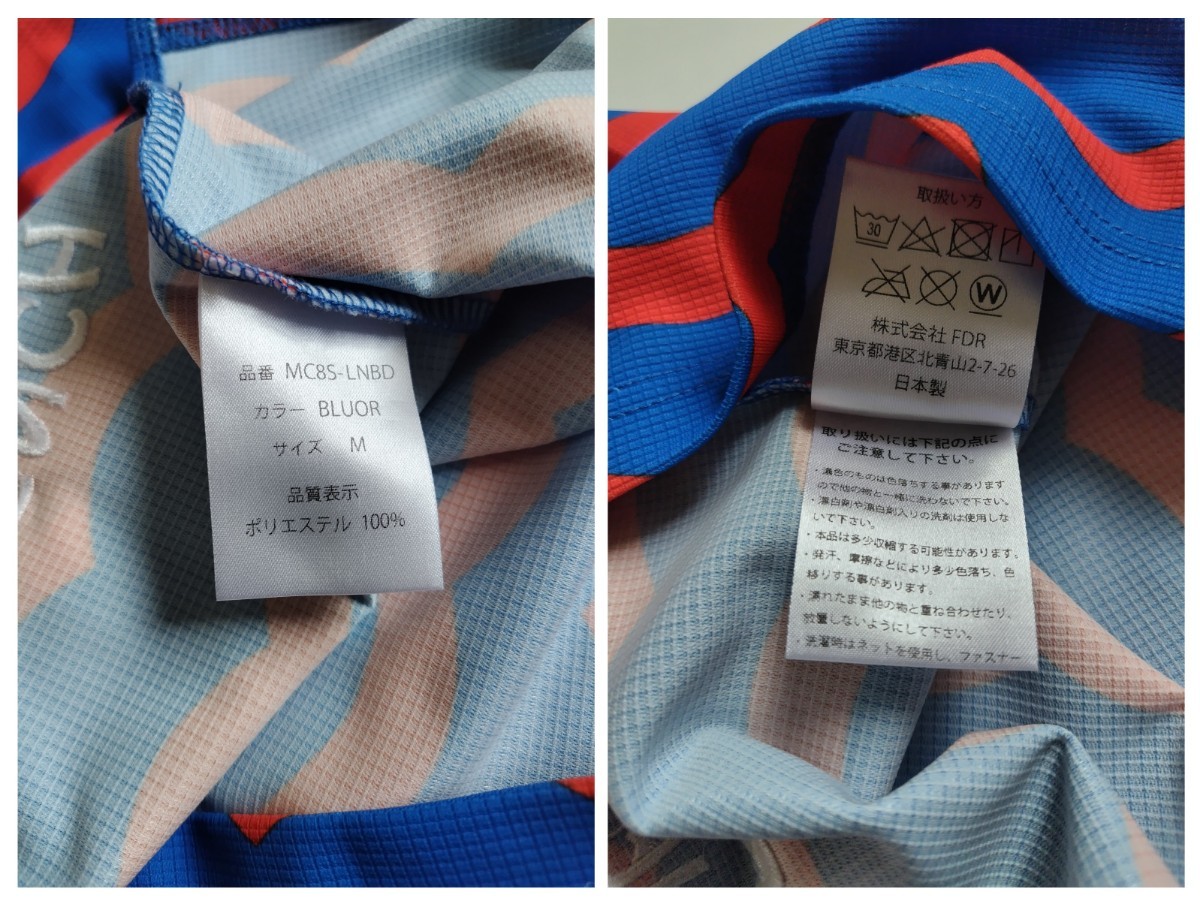 品番 MC8S-LNBD
カラー BLUOR
サイズ M
品質表示
ポリエステル 100%
取扱い方
30
W
株式会社 FDR
東京都港区北青山2-7-26
日本製
取り扱いには下記の点に
ご注意して下さい。
・濃色のものは色落ちする事があります
ので他の物と一緒に洗わないで下さい。
・漂白剤や漂白剤入りの洗剤は使用しな
いで下さい。
・本品は多少収縮する可能性があります。
・発汗、摩擦などにより多少色落ち、色
移りする事があります。
・濡れたまま他の物と重ね合わせたり、
放置しないようにして下さい。
・洗濯時はネットを使用し、ファスナー